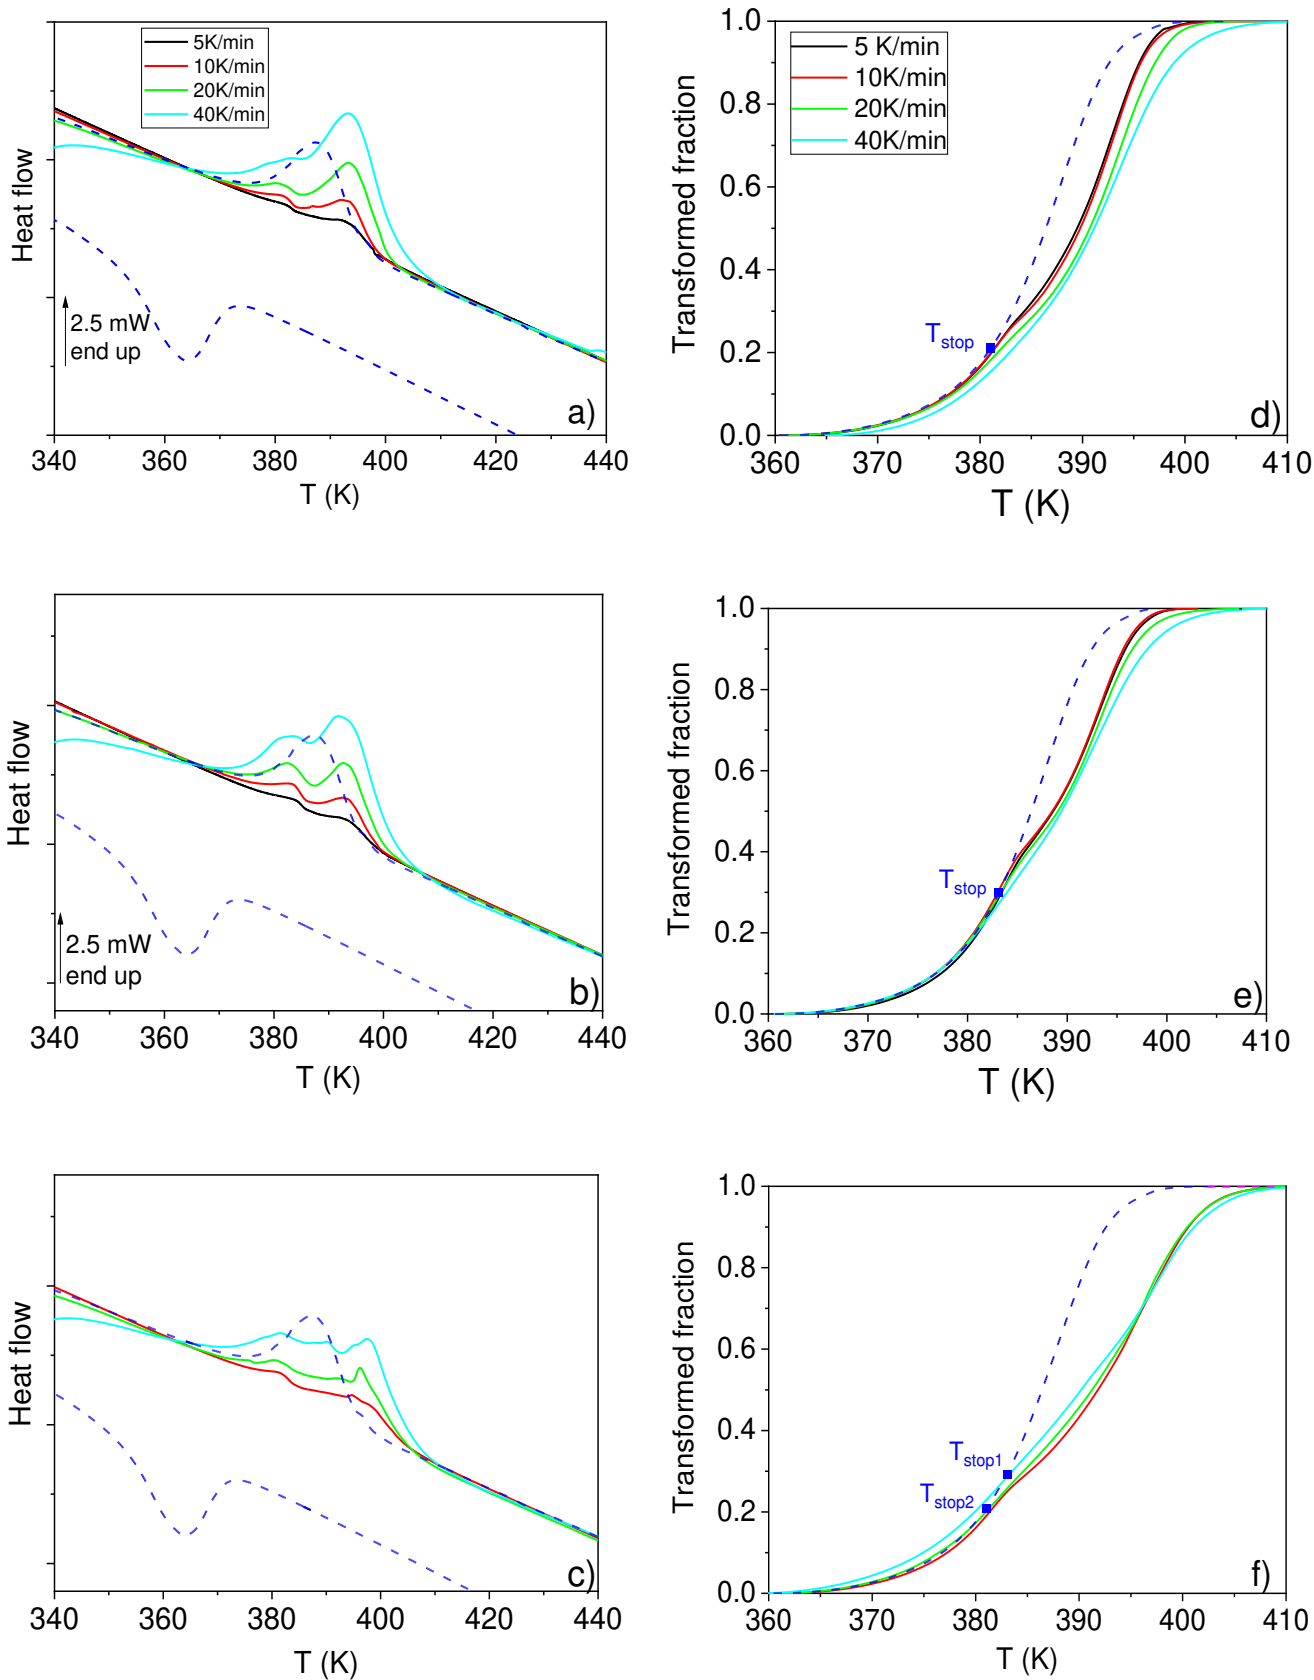 5K/min
10K/min
20K/min
40K/min
Heat flow
2.5 mW
end up
a)
340 360 380 400 420 440
T (K)
1.0
0.8
0.6
0.4
0.2
0.0
Transformed fraction
5 K/min
10K/min
20K/min
40K/min
Tstop
d)
360 370 380 390 400 410
T (K)
Heat flow
2.5 mW
end up
b)
340 360 380 400 420 440
T (K)
1.0
0.8
0.6
0.4
0.2
0.0
Transformed fraction
Tstop
e)
360 370 380 390 400 410
T (K)
Heat flow
c)
340 360 380 400 420 440
T (K)
1.0
0.8
0.6
0.4
0.2
0.0
Transformed fraction
Tstop1
Tstop2
f)
360 370 380 390 400 410
T (K)